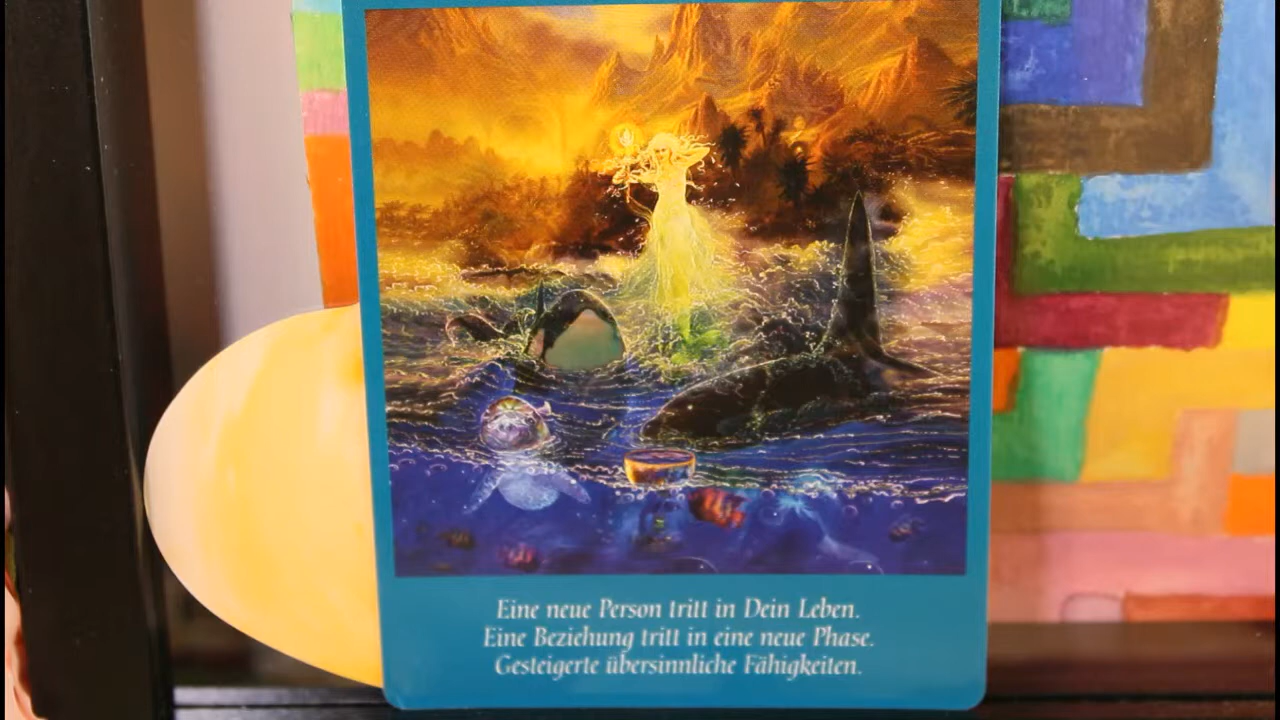 Eine neue Person tritt in Dein Leben.
Eine Beziehung tritt in eine neue Phase.
Gesteigerte übersinnliche Fähigkeiten.